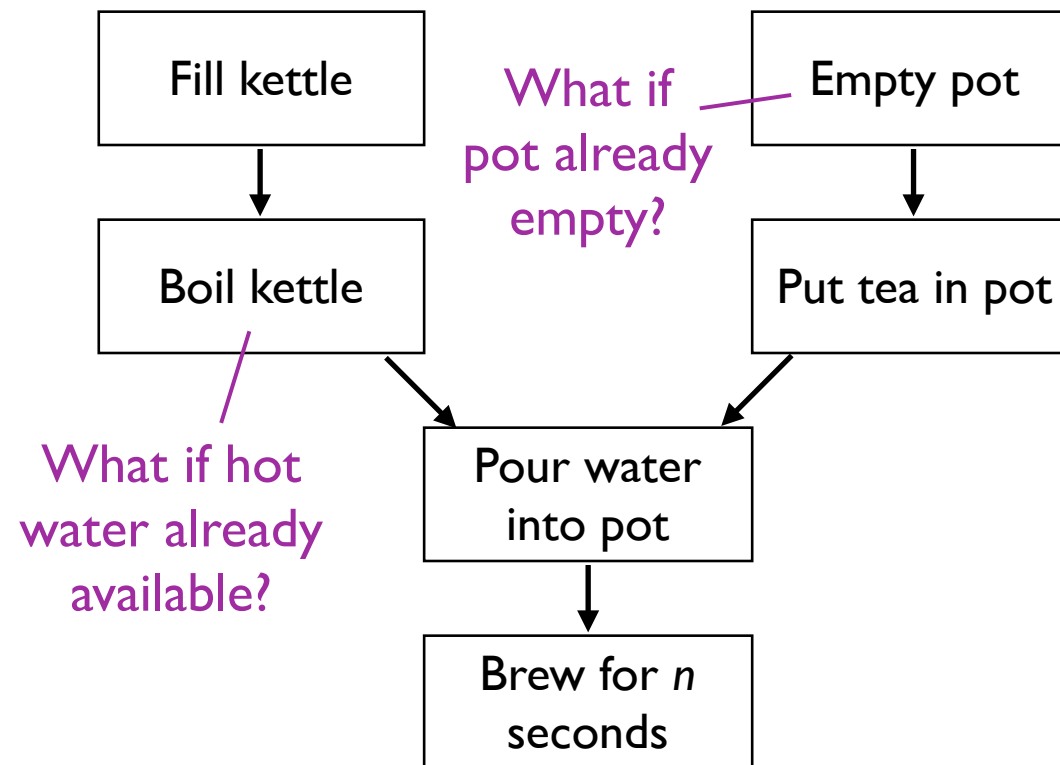 Fill kettle
What if
pot already
empty?
Empty pot
Boil kettle
Put tea in pot
What if hot
water already
available?
Pour water
into pot
Brew for n
seconds